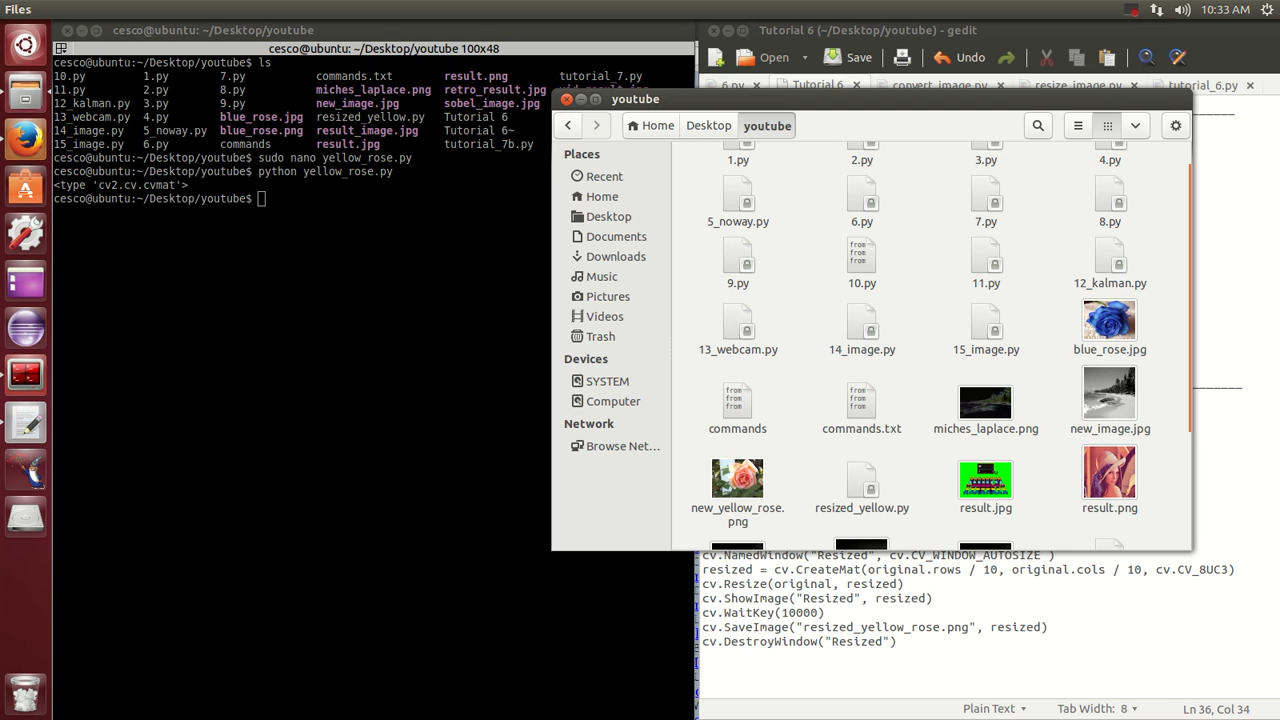 Files
10:33 AM
cesco@ubuntu: ~/Desktop/youtube
cesco@ubuntu: ~/Desktop/youtube 100x48
cesco@ubuntu:~/Desktop/youtube$ ls
10.py 1.py 7.py commands.txt result.png tutorial_7.py
11.py 2.py 8.py miches_laplace.png retro_result.jpg
12_kalman.py 3.py 9.py new_image.jpg sobel_image.jpg
13_webcam.py 4.py blue_rose.jpg resized_yellow.py Tutorial 6
14_image.py 5_noway.py blue_rose.png result_image.jpg Tutorial 6~
15_image.py 6.py commands result.jpg tutorial_7b.py
cesco@ubuntu:~/Desktop/youtube$ sudo nano yellow_rose.py
cesco@ubuntu:~/Desktop/youtube$ python yellow_rose.py
<type 'cv2.cv.cvmat'>
cesco@ubuntu:~/Desktop/youtube$
Tutorial 6 (~/Desktop/youtube) - gedit
Open Save Undo
6.py Tutorial 6 convert_image.py resize_image.py tutorial_6.py
youtube
Home Desktop youtube
Places
Recent
Home
Desktop
Documents
Downloads
Music
Pictures
Videos
Trash
Devices
SYSTEM
Computer
Network
Browse Net...
1.py 2.py 3.py 4.py
5_noway.py 6.py 7.py 8.py
9.py 10.py 11.py 12_kalman.py
13_webcam.py 14_image.py 15_image.py blue_rose.jpg
commands commands.txt miches_laplace.png new_image.jpg
new_yellow_rose.png resized_yellow.py result.jpg result.png
cv.NamedWindow("Resized", cv.CV_WINDOW_AUTOSIZE )
resized = cv.CreateMat(original.rows / 10, original.cols / 10, cv.CV_8UC3)
cv.Resize(original, resized)
cv.ShowImage("Resized", resized)
cv.WaitKey(10000)
cv.SaveImage("resized_yellow_rose.png", resized)
cv.DestroyWindow("Resized")
Plain Text Tab Width: 8 Ln 36, Col 34